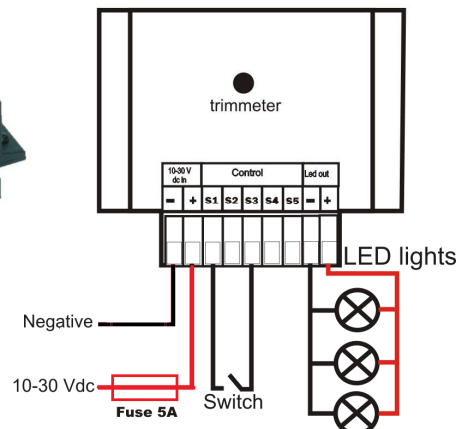 trimmeter
10-30 V
dc in
Control
Led out
- + S1 S2 S3 S4 S5 - +
LED lights
Negative
10-30 Vdc
Fuse 5A
Switch